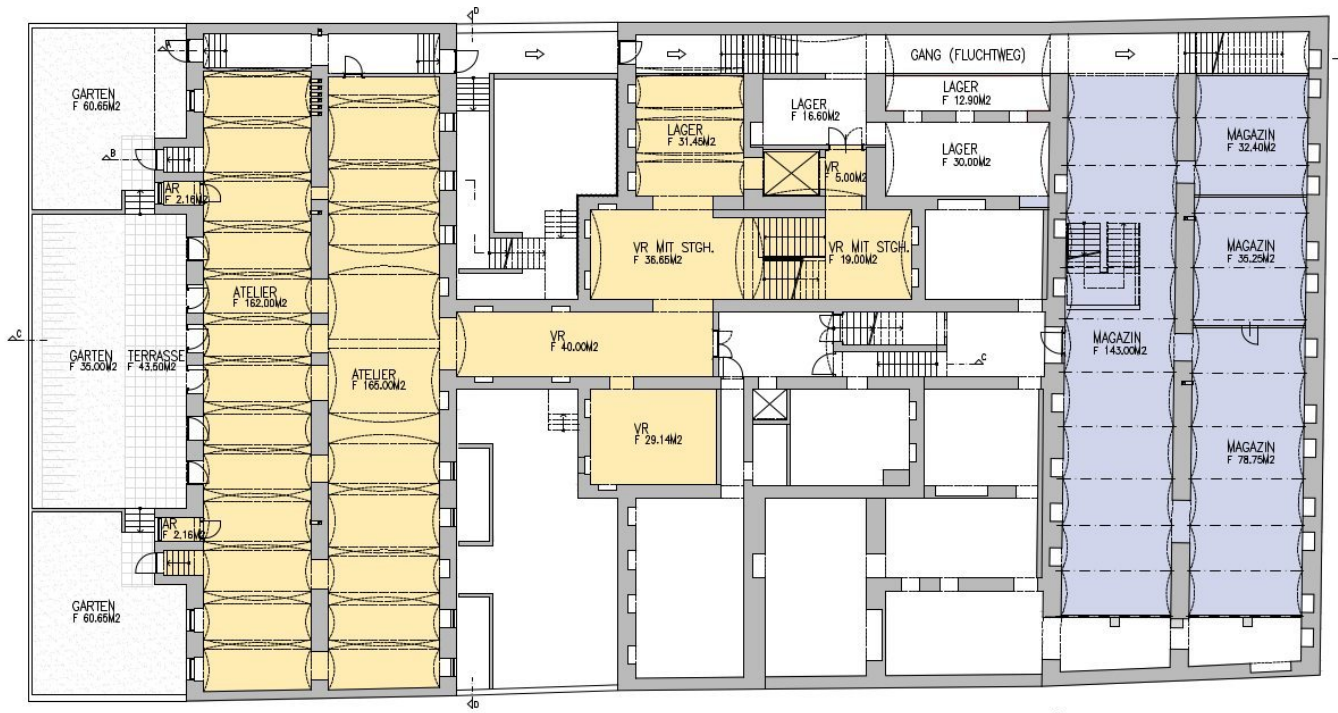 D
A
GARTEN
F 60.65M2
B
AR
F 2.16M2
GARTEN
F 35.00M2
TERRASSE
F 43.50M2
C
AR
F 2.16M2
GARTEN
F 60.65M2
ATELIER
F 162.00M2
ATELIER
F 165.00M2
LAGER
F 31.45M2
LAGER
F 16.60M2
GANG (FLUCHTWEG)
LAGER
F 12.90M2
LAGER
F 30.00M2
VR
F 5.00M2
VR MIT STGH.
F 36.65M2
VR MIT STGH.
F 19.00M2
VR
F 40.00M2
C
VR
F 29.14M2
MAGAZIN
F 143.00M2
MAGAZIN
F 32.40M2
MAGAZIN
F 35.25M2
MAGAZIN
F 78.75M2
D